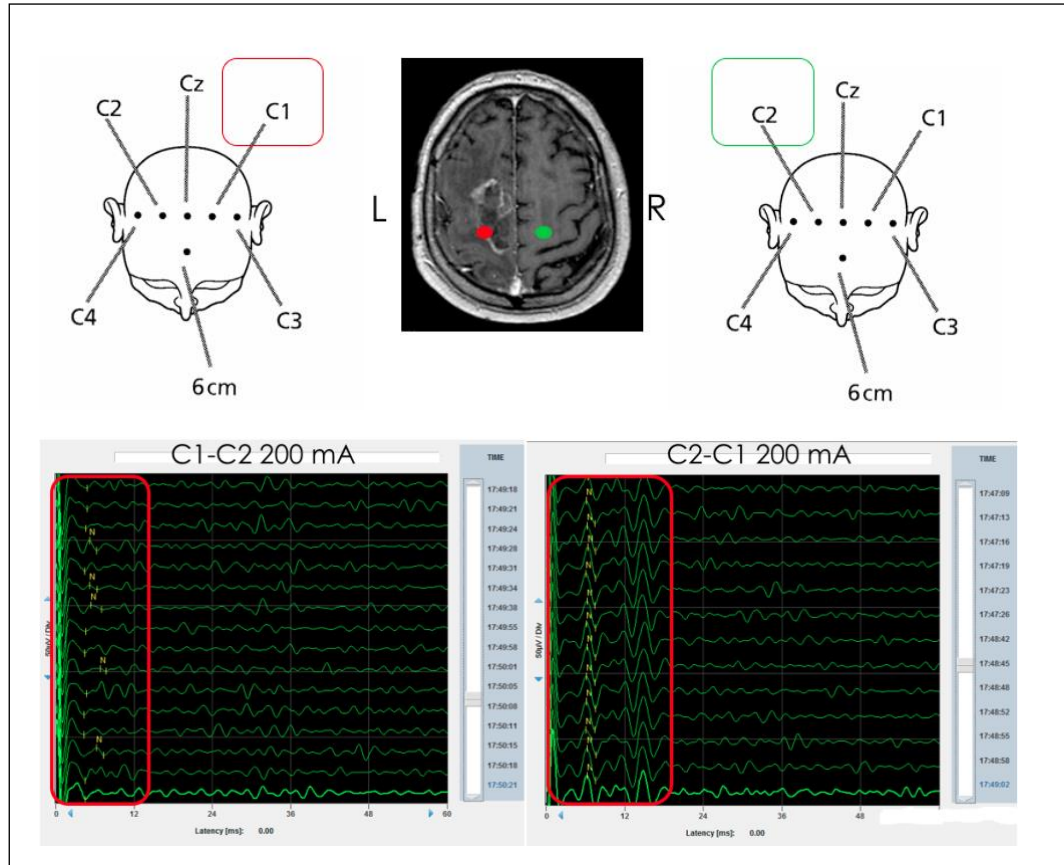 Cz
C2
C1
C4
C3
6cm
L
R
Cz
C2
C1
C4
C3
6cm
C1-C2 200 mA
TIME
17:49:18
17:49:21
17:49:24
17:49:28
17:49:31
17:49:34
17:49:38
17:49:55
17:49:58
17:50:01
17:50:05
17:50:08
17:50:11
17:50:15
17:50:18
17:50:21
N
N
N
N
N
50µV / Div
0 12 24 36 48 60
Latency [ms]: 0.00
C2-C1 200 mA
TIME
17:47:09
17:47:13
17:47:16
17:47:19
17:47:23
17:47:26
17:48:42
17:48:45
17:48:48
17:48:52
17:48:55
17:48:58
17:49:02
N
N
N
N
N
N
N
N
N
N
N
N
N
50µV / Div
0 12 24 36 48
Latency [ms]: 0.00